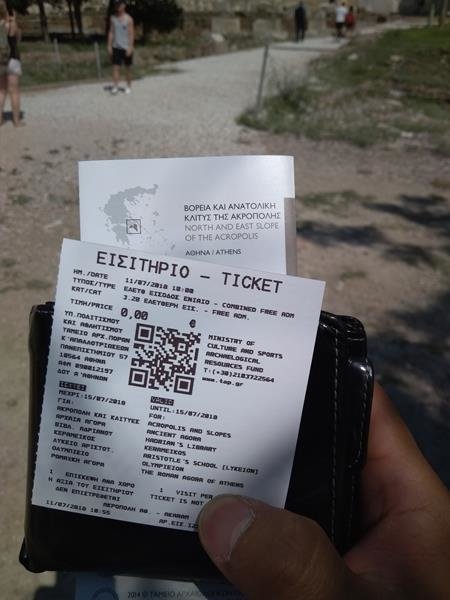 ΒΟΡΕΙΑ ΚΑΙ ΑΝΑΤΟΛΙΚΗ
ΚΛΙΤΥΣ ΤΗΣ ΑΚΡΟΠΟΛΗΣ
NORTH AND EAST SLOPE
OF THE ACROPOLIS
ΑΘΗΝΑ / ATHENS
ΕΙΣΙΤΗΡΙΟ – TICKET
ΗΜ./DATE 11/07/2018 10:00
ΤΥΠΟΣ/TYPE ΕΛΕΥΘ ΕΙΣΟΔΟΣ ΕΝΙΑΙΟ - COMBINED FREE ADM
ΚΑΤ/CAT 3.20 ΕΛΕΥΘΕΡΗ ΕΙΣ. - FREE ADM.
ΤΙΜΗ/PRICE 0,00 €
ΥΠ.ΠΟΛΙΤΙΣΜΟΥ
ΚΑΙ ΑΘΛΗΤΙΣΜΟΥ
ΤΑΜΕΙΟ ΑΡΧ.ΠΟΡΩΝ
Κ'ΑΠΑΛΛΟΤΡΙΩΣΕΩΝ
ΠΑΝΕΠΙΣΤΗΜΙΟΥ 57
10564 ΑΘΗΝΑ
ΑΦΜ 090812197
ΔΟΥ Α'ΑΘΗΝΩΝ
MINISTRY OF
CULTURE AND SPORTS
ARCHAELOGICAL
RESOURCES FUND
T:(+30)2103722564
www.tap.gr
ΙΣΧΥΕΙ
ΜΕΧΡΙ:15/07/2018
ΓΙΑ:
ΑΚΡΟΠΟΛΗ ΚΑΙ ΚΛΙΤΥΕΣ
ΑΡΧΑΙΑ ΑΓΟΡΑ
ΒΙΒΛ. ΑΔΡΙΑΝΟΥ
ΚΕΡΑΜΕΙΚΟΣ
ΛΥΚΕΙΟ ΑΡΙΣΤΟΤ.
ΟΛΥΜΠΙΕΙΟ
ΡΩΜΑΪΚΗ ΑΓΟΡΑ
VALID
UNTIL:15/07/2018
FOR:
ACROPOLIS AND SLOPES
ANCIENT AGORA
HADRIAN'S LIBRARY
KERAMEIKOS
ARISTOTLE'S SCHOOL (LYKEION)
OLYMPIEION
THE ROMAN AGORA OF ATHENS
1 ΕΠΙΣΚΕΨΗ ΑΝΑ ΧΩΡΟ
Η ΑΞΙΑ ΤΟΥ ΕΙΣΙΤΗΡΙΟΥ
ΔΕΝ ΕΠΙΣΤΡΕΦΕΤΑΙ
1 VISIT PER
TICKET IS NOT
ΑΚΡΟΠΟΛΗ ΑΘ. - AKARAM
11/07/2018 10:55 ΑΡ.ΕΙΣ.
2014 © ΤΑΜΕΙΟ